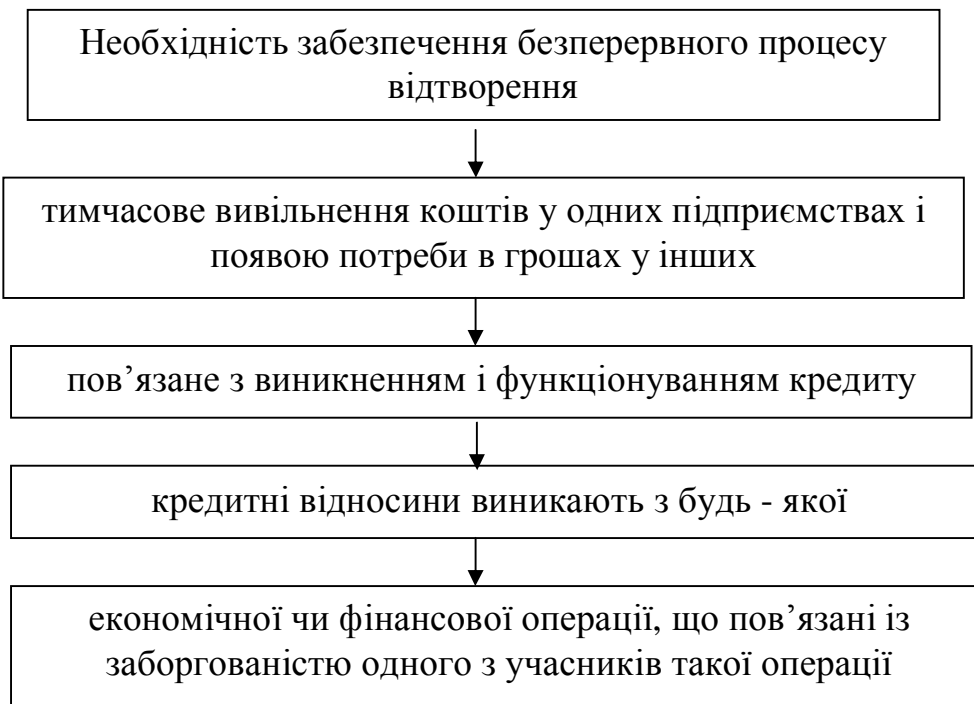 Необхідність забезпечення безперервного процесу
відтворення
тимчасове вивільнення коштів у одних підприємствах і
появою потреби в грошах у інших
пов’язане з виникненням і функціонуванням кредиту
кредитні відносини виникають з будь - якої
економічної чи фінансової операції, що пов’язані із
заборгованістю одного з учасників такої операції